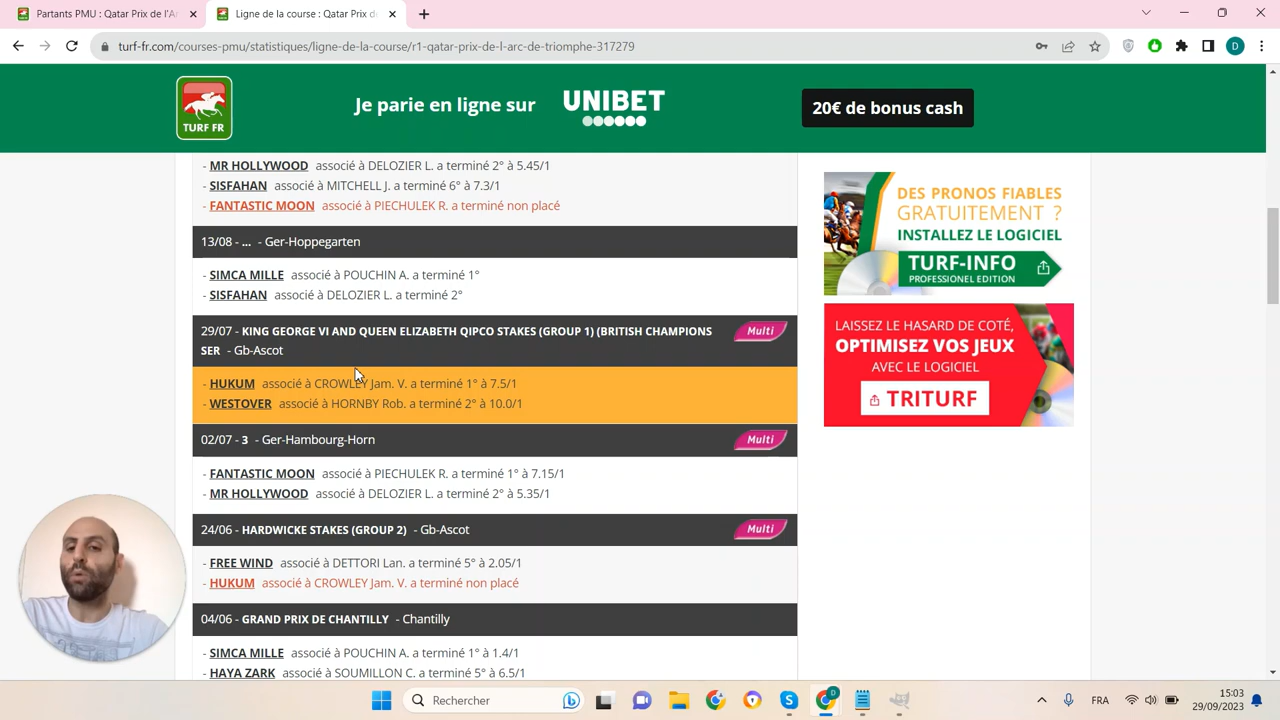 Partants PMU : Qatar Prix de l'A
Ligne de la course : Qatar Prix d
turf-fr.com/courses-pmu/statistiques/ligne-de-la-course/r1-qatar-prix-de-l-arc-de-triomphe-317279
D
TURF FR
Je parie en ligne sur
UNIBET
20€ de bonus cash
- MR HOLLYWOOD associé à DELOZIER L. a terminé 2° à 5.45/1
- SISFAHAN associé à MITCHELL J. a terminé 6° à 7.3/1
- FANTASTIC MOON associé à PIECHULEK R. a terminé non placé
13/08 - ... - Ger-Hoppegarten
- SIMCA MILLE associé à POUCHIN A. a terminé 1°
- SISFAHAN associé à DELOZIER L. a terminé 2°
29/07 - KING GEORGE VI AND QUEEN ELIZABETH QIPCO STAKES (GROUP 1) (BRITISH CHAMPIONS
SER - Gb-Ascot
Multi
- HUKUM associé à CROWLEY Jam. V. a terminé 1° à 7.5/1
- WESTOVER associé à HORNBY Rob. a terminé 2° à 10.0/1
02/07 - 3 - Ger-Hambourg-Horn
Multi
- FANTASTIC MOON associé à PIECHULEK R. a terminé 1° à 7.15/1
- MR HOLLYWOOD associé à DELOZIER L. a terminé 2° à 5.35/1
24/06 - HARDWICKE STAKES (GROUP 2) - Gb-Ascot
Multi
- FREE WIND associé à DETTORI Lan. a terminé 5° à 2.05/1
- HUKUM associé à CROWLEY Jam. V. a terminé non placé
04/06 - GRAND PRIX DE CHANTILLY - Chantilly
- SIMCA MILLE associé à POUCHIN A. a terminé 1° à 1.4/1
- HAYA ZARK associé à SOUMILLON C. a terminé 5° à 6.5/1
DES PRONOS FIABLES
GRATUITEMENT ?
INSTALLEZ LE LOGICIEL
TURF-INFO
PROFESSIONEL EDITION
LAISSEZ LE HASARD DE COTÉ,
OPTIMISEZ VOS JEUX
AVEC LE LOGICIEL
TRITURF
Rechercher
FRA
15:03
29/09/2023